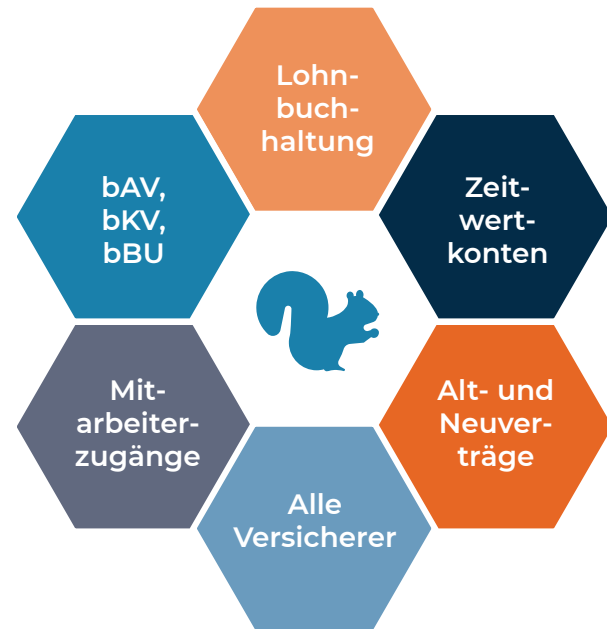 Lohn-
buch-
haltung
bAV,
bKV,
bBU
Zeit-
wert-
konten
Mit-
arbeiter-
zugänge
Alt- und
Neuver-
träge
Alle
Versicherer